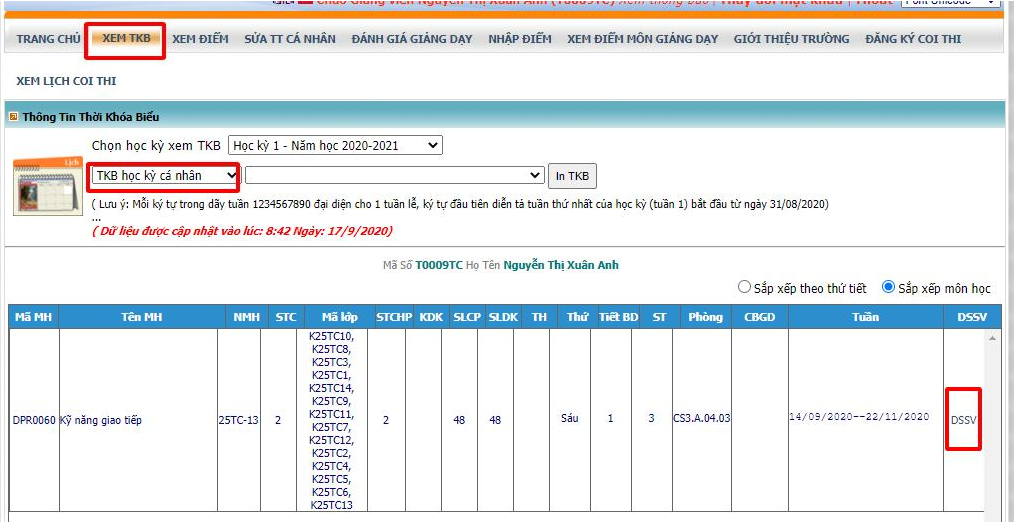 Chào Giảng viên Nguyễn Thị Xuân Anh (T0009TC) Xem thông báo | Thay đổi mật khẩu | Thoát Font Unicode
TRANG CHỦ XEM TKB XEM ĐIỂM SỬA TT CÁ NHÂN ĐÁNH GIÁ GIẢNG DẠY NHẬP ĐIỂM XEM ĐIỂM MÔN GIẢNG DẠY GIỚI THIỆU TRƯỜNG ĐĂNG KÝ COI THI
XEM LỊCH COI THI
Thông Tin Thời Khóa Biểu
Chọn học kỳ xem TKB Học kỳ 1 - Năm học 2020-2021
Lịch
TKB học kỳ cá nhân In TKB
( Lưu ý: Mỗi ký tự trong dãy tuần 1234567890 đại diện cho 1 tuần lễ, ký tự đầu tiên diễn tả tuần thứ nhất của học kỳ (tuần 1) bắt đầu từ ngày 31/08/2020)
...
( Dữ liệu được cập nhật vào lúc: 8:42 Ngày: 17/9/2020)
Mã Số T0009TC Họ Tên Nguyễn Thị Xuân Anh
Sắp xếp theo thứ tiết Sắp xếp môn học
Mã MH Tên MH NMH STC Mã lớp STCHP KDK SLCP SLDK TH Thứ Tiết BD ST Phòng CBGD Tuần DSSV
K25TC10,
K25TC8,
K25TC3,
K25TC1,
K25TC14,
K25TC9,
K25TC11,
K25TC7,
K25TC12,
K25TC2,
K25TC4,
K25TC5,
K25TC6,
K25TC13
DPR0060 Kỹ năng giao tiếp 25TC-13 2 2 48 48 Sáu 1 3 CS3.A.04.03 14/09/2020--22/11/2020 DSSV